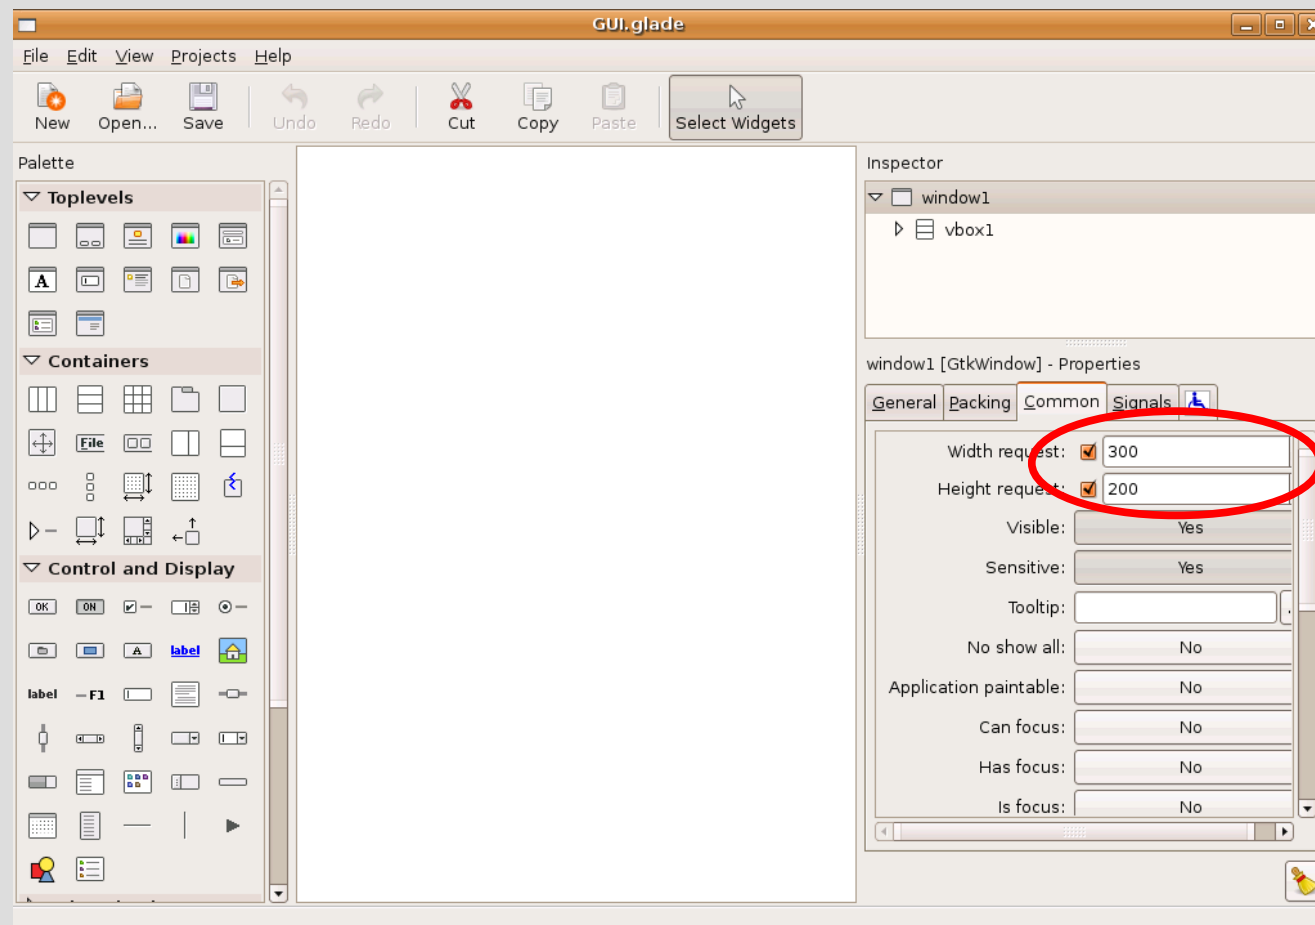 GUI.glade
File Edit View Projects Help
New Open... Save Undo Redo Cut Copy Paste Select Widgets
Palette
Toplevels
A
Containers
File
Control and Display
OK ON
A label
label F1
Inspector
window1
vbox1
window1 [GtkWindow] - Properties
General Packing Common Signals
Width request: 300
Height request: 200
Visible: Yes
Sensitive: Yes
Tooltip: .
No show all: No
Application paintable: No
Can focus: No
Has focus: No
Is focus: No